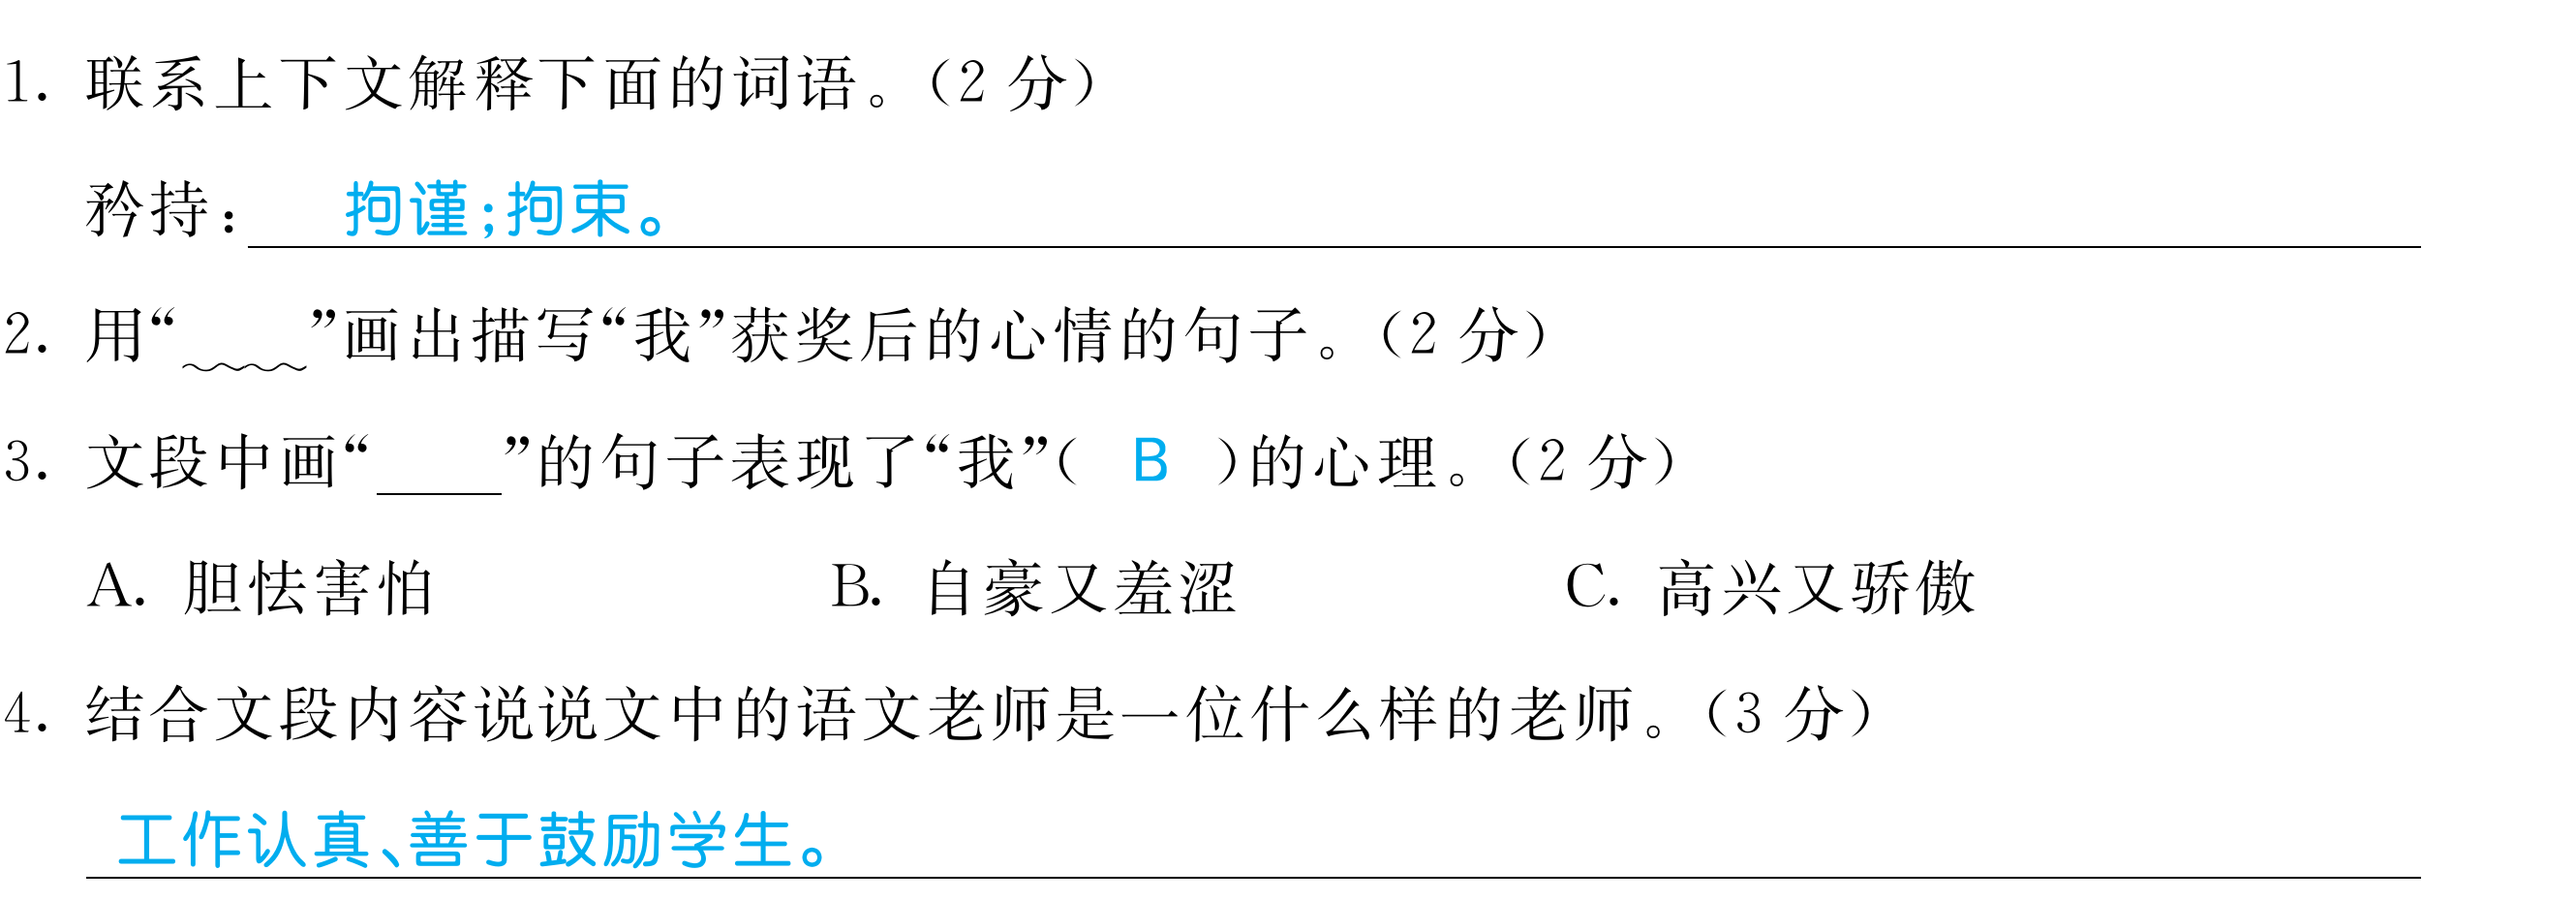 1. 联系上下文解释下面的词语。(2 分)
矜持: 拘谨;拘束。
2. 用“﹏﹏”画出描写“我”获奖后的心情的句子。(2 分)
3. 文段中画“____”的句子表现了“我”( B )的心理。(2 分)
A. 胆怯害怕 B. 自豪又羞涩 C. 高兴又骄傲
4. 结合文段内容说说文中的语文老师是一位什么样的老师。(3 分)
工作认真、善于鼓励学生。